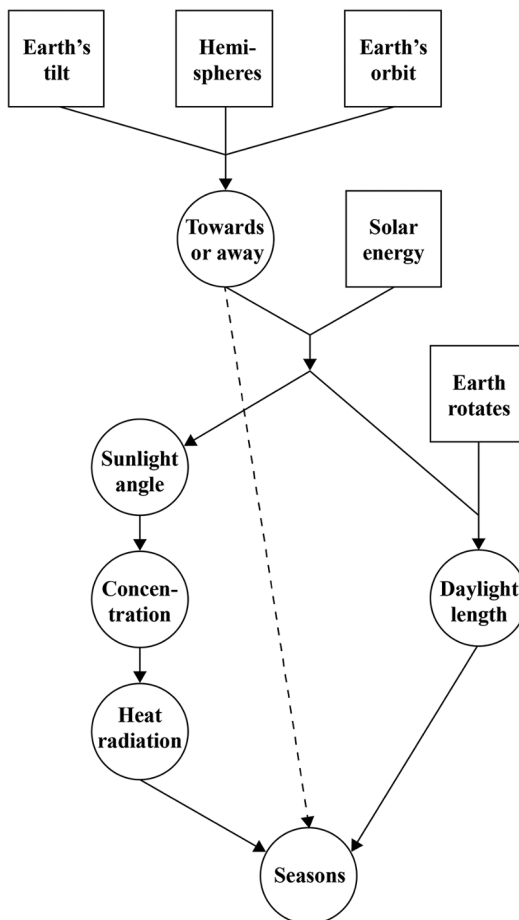 Earth's
tilt
Hemi-
spheres
Earth's
orbit
Towards
or away
Solar
energy
Earth
rotates
Sunlight
angle
Concen-
tration
Daylight
length
Heat
radiation
Seasons